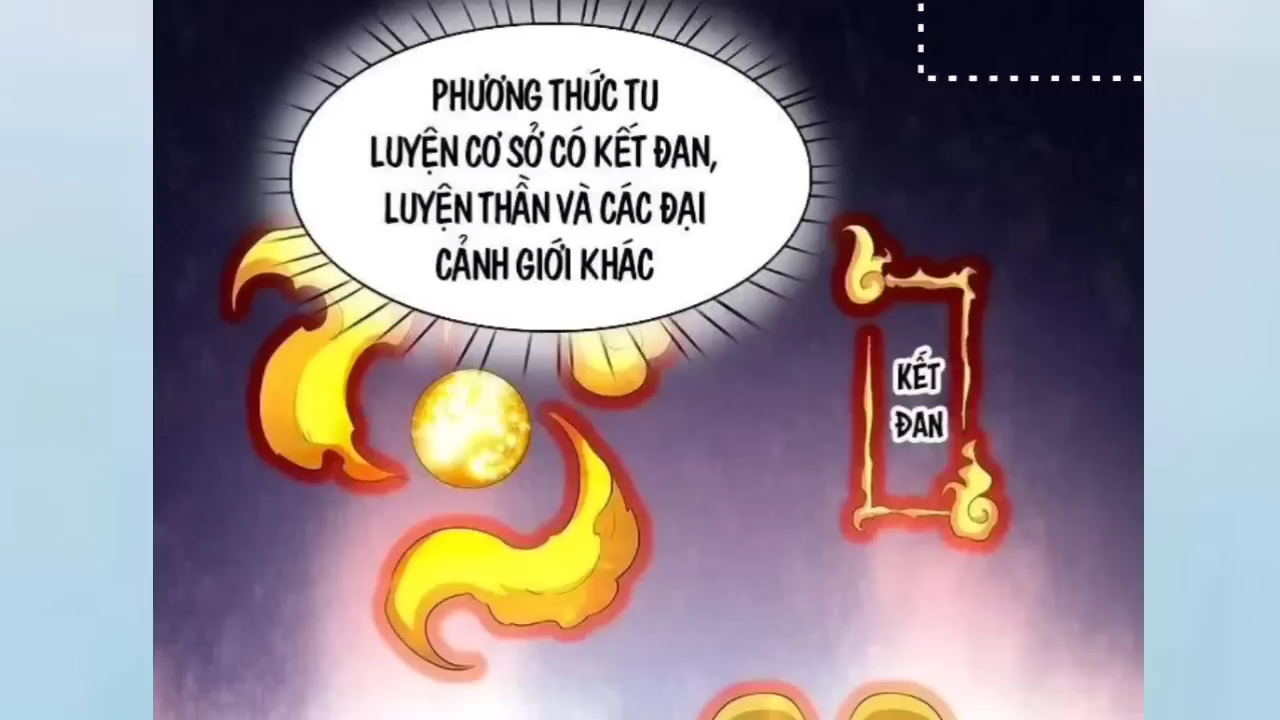 PHƯƠNG THỨC TU
LUYỆN CƠ SỞ CÓ KẾT ĐAN,
LUYỆN THẦN VÀ CÁC ĐẠI
CẢNH GIỚI KHÁC
KẾT
ĐAN